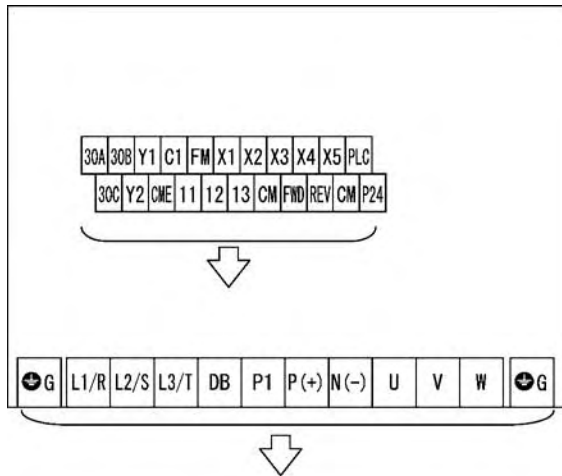 30A 30B Y1 C1 FM X1 X2 X3 X4 X5 PLC
30C Y2 CME 11 12 13 CM FWD REV CM P24
G L1/R L2/S L3/T DB P1 P(+) N(-) U V W G